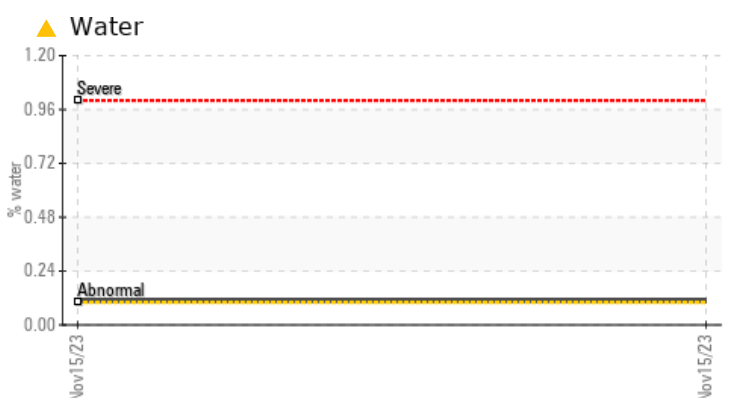 Water
1.20
Severe
0.96
0.72
% water
0.48
0.24
Abnormal
0.00
Nov15/23
Nov15/23